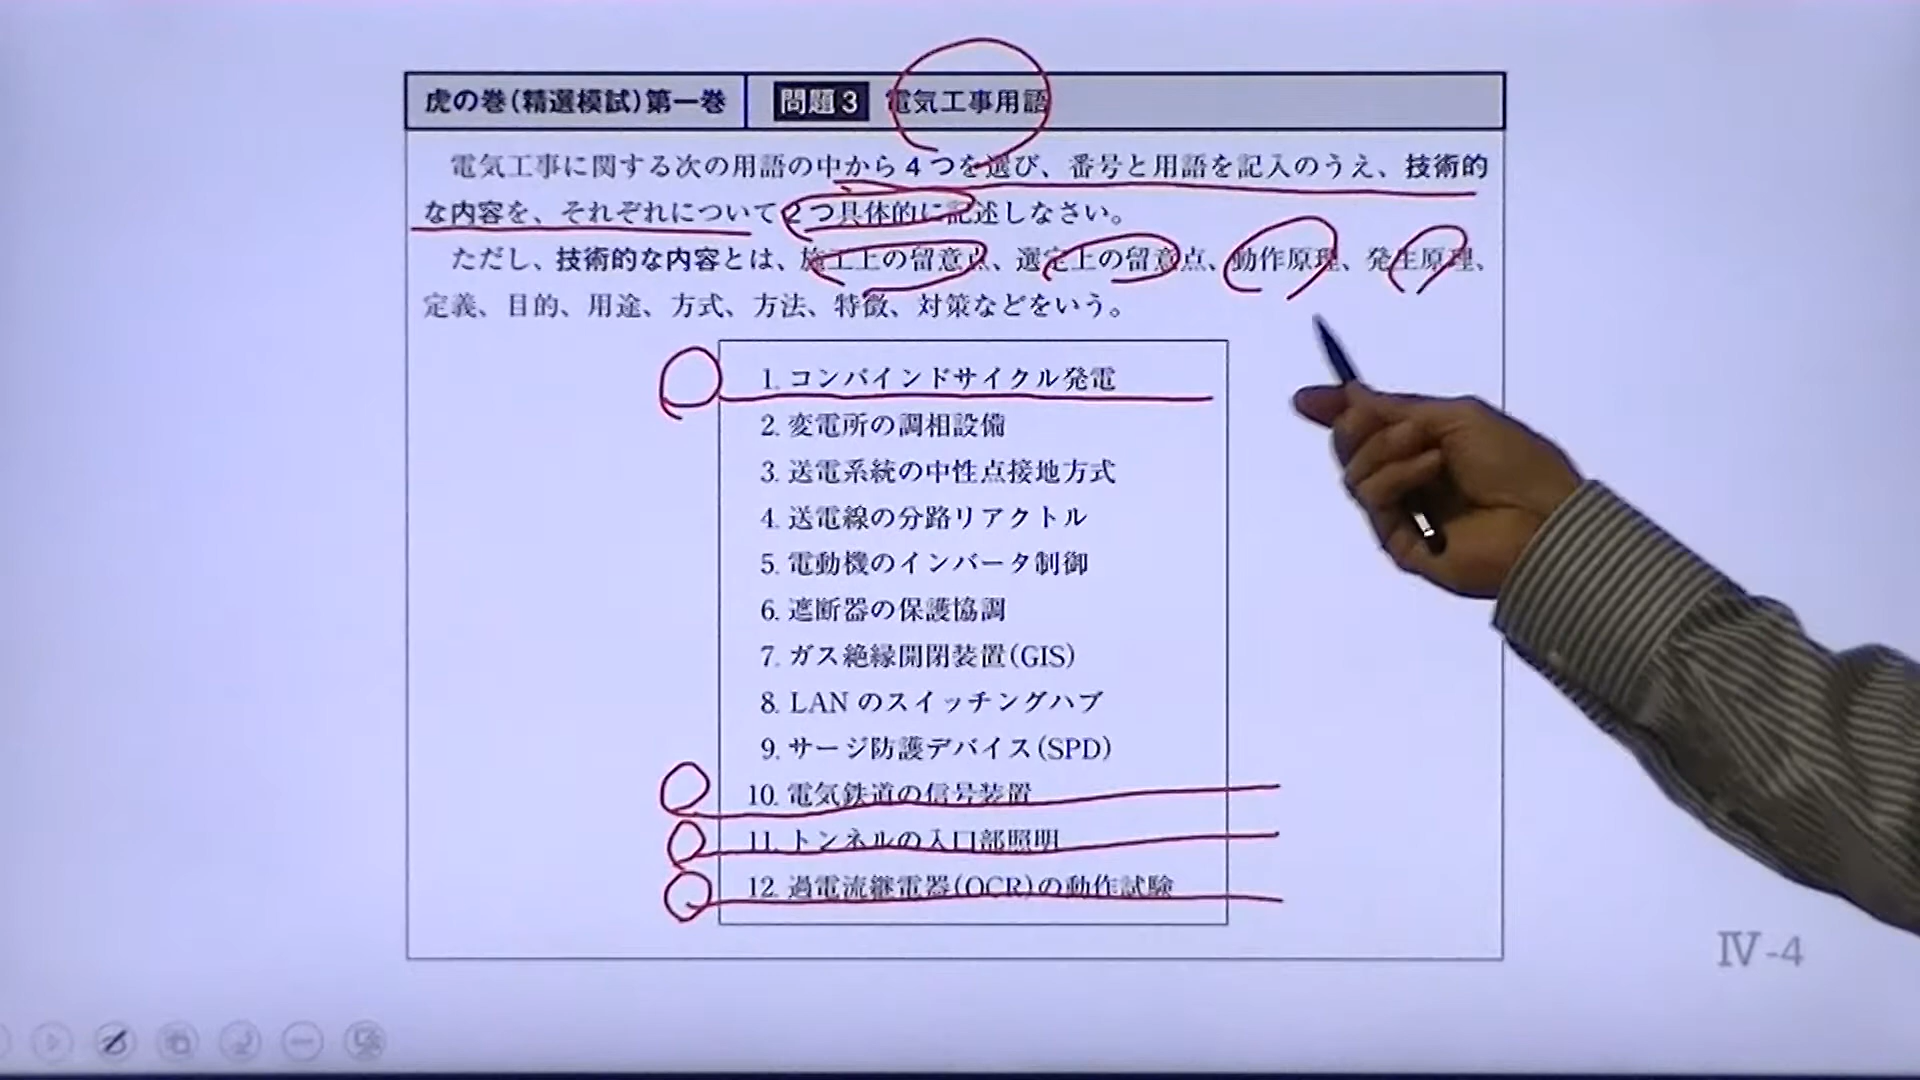 虎の巻(精選模試)第一巻 問題3 電気工事用語
電気工事に関する次の用語の中から4つを選び、番号と用語を記入のうえ、技術的
な内容を、それぞれについて2つ具体的に記述しなさい。
ただし、技術的な内容とは、施工上の留意点、選定上の留意点、動作原理、発生原理、
定義、目的、用途、方式、方法、特徴、対策などをいう。
1. コンバインドサイクル発電
2. 変電所の調相設備
3. 送電系統の中性点接地方式
4. 送電線の分路リアクトル
5. 電動機のインバータ制御
6. 遮断器の保護協調
7. ガス絶縁開閉装置(GIS)
8. LANのスイッチングハブ
9. サージ防護デバイス(SPD)
10. 電気鉄道の信号装置
11. トンネルの入口部照明
12. 過電流継電器(OCR)の動作試験
Ⅳ-4